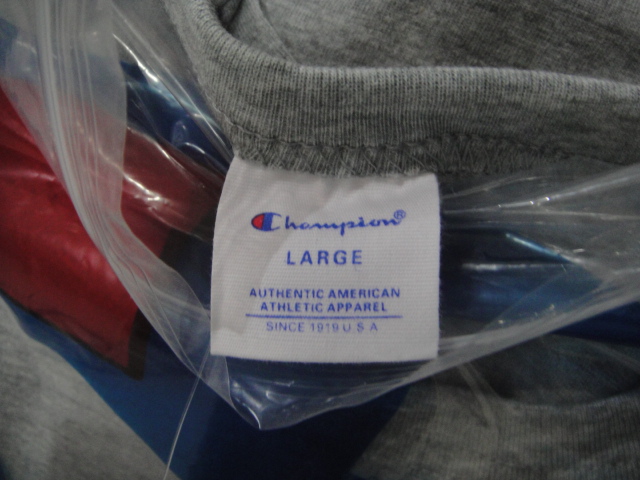 Champion®
LARGE
AUTHENTIC AMERICAN
ATHLETIC APPAREL
SINCE 1919 U S A